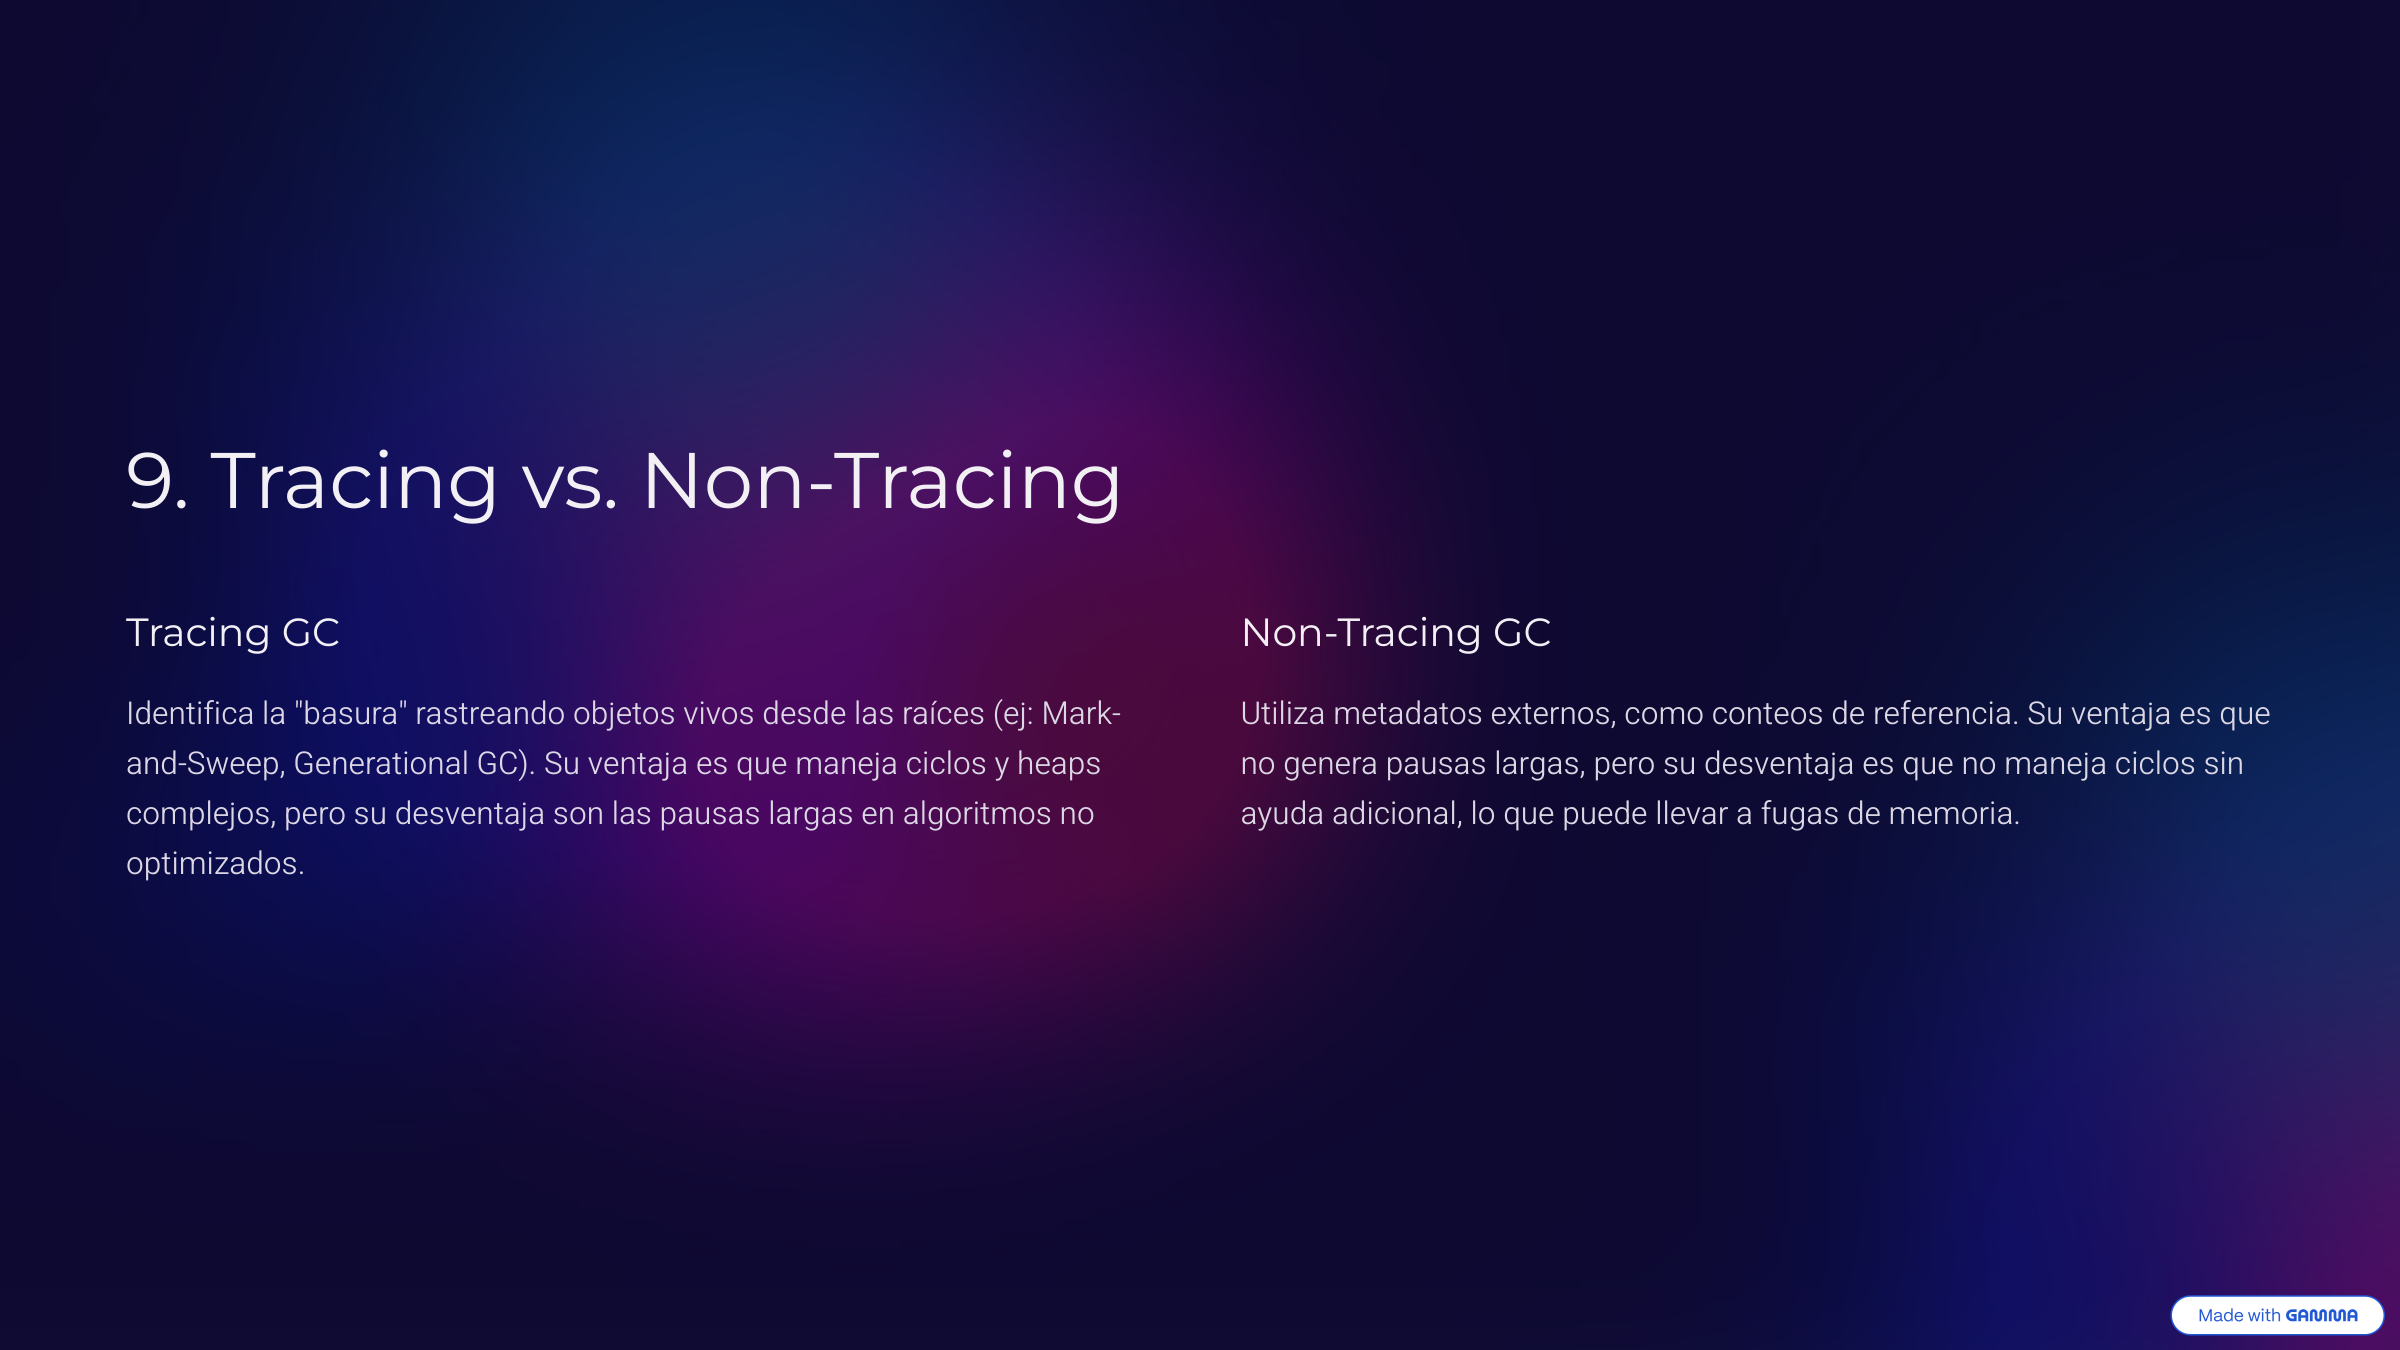 9. Tracing vs. Non-Tracing
Tracing GC
Identifica la "basura" rastreando objetos vivos desde las raíces (ej: Mark-
and-Sweep, Generational GC). Su ventaja es que maneja ciclos y heaps
complejos, pero su desventaja son las pausas largas en algoritmos no
optimizados.
Non-Tracing GC
Utiliza metadatos externos, como conteos de referencia. Su ventaja es que
no genera pausas largas, pero su desventaja es que no maneja ciclos sin
ayuda adicional, lo que puede llevar a fugas de memoria.
Made with GAMMA